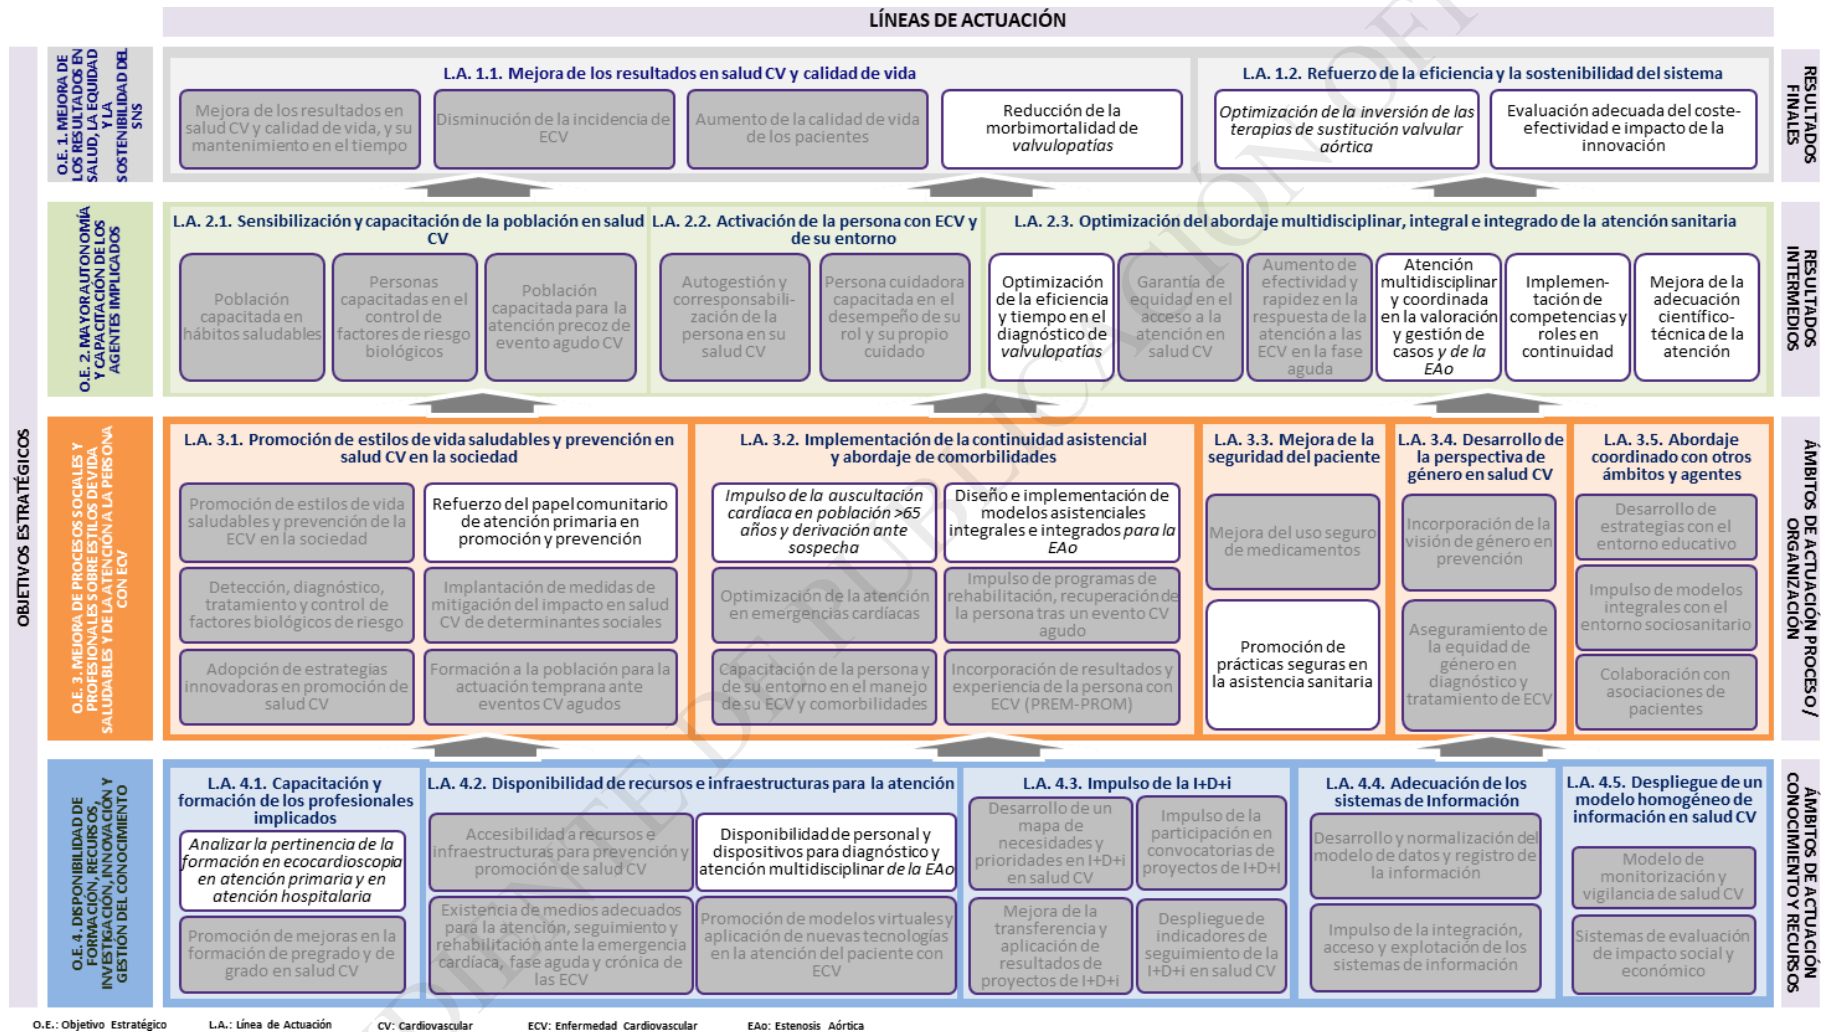 LÍNEAS DE ACTUACIÓN
OBJETIVOS ESTRATÉGICOS
O.E. 1. MEJORA DE
LOS RESULTADOS EN
SALUD, LA EQUIDAD
Y LA
SOSTENIBILIDAD DEL
SNS
L.A. 1.1. Mejora de los resultados en salud CV y calidad de vida
Mejora de los resultados en
salud CV y calidad de vida, y su
mantenimiento en el tiempo
Disminución de la incidencia de
ECV
Aumento de la calidad de vida
de los pacientes
Reducción de la
morbimortalidad de
valvulopatías
L.A. 1.2. Refuerzo de la eficiencia y la sostenibilidad del sistema
Optimización de la inversión de las
terapias de sustitución valvular
aórtica
Evaluación adecuada del coste-
efectividad e impacto de la
innovación
RESULTADOS
FINALES
O.E. 2. MAYOR AUTONOMÍA
Y CAPACITACIÓN DE LOS
AGENTES IMPLICADOS
L.A. 2.1. Sensibilización y capacitación de la población en salud
CV
Población
capacitada en
hábitos saludables
Personas
capacitadas en el
control de
factores de riesgo
biológicos
Población
capacitada para la
atención precoz de
evento agudo CV
L.A. 2.2. Activación de la persona con ECV y
de su entorno
Autogestión y
corresponsabili-
zación de la
persona en su
salud CV
Persona cuidadora
capacitada en el
desempeño de su
rol y su propio
cuidado
L.A. 2.3. Optimización del abordaje multidisciplinar, integral e integrado de la atención sanitaria
Optimización
de la eficiencia
y tiempo en el
diagnóstico de
valvulopatías
Garantía de
equidad en el
acceso a la
atención en
salud CV
Aumento de
efectividad y
rapidez en la
respuesta de la
atención a las
ECV en la fase
aguda
Atención
multidisciplinar
y coordinada
en la valoración
y gestión de
casos y de la
EAo
Implemen-
tación de
competencias y
roles en
continuidad
Mejora de la
adecuación
científico-
técnica de la
atención
RESULTADOS
INTERMEDIOS
O.E. 3. MEJORA DE PROCESOS SOCIALES Y
PROFESIONALES SOBRE ESTILOS DE VIDA
SALUDABLES Y DE LA ATENCIÓN A LA PERSONA
CON ECV
L.A. 3.1. Promoción de estilos de vida saludables y prevención en
salud CV en la sociedad
Promoción de estilos de vida
saludables y prevención de la
ECV en la sociedad
Refuerzo del papel comunitario
de atención primaria en
promoción y prevención
Detección, diagnóstico,
tratamiento y control de
factores biológicos de riesgo
Implantación de medidas de
mitigación del impacto en salud
CV de determinantes sociales
Adopción de estrategias
innovadoras en promoción de
salud CV
Formación a la población para la
actuación temprana ante
eventos CV agudos
L.A. 3.2. Implementación de la continuidad asistencial
y abordaje de comorbilidades
Impulso de la auscultación
cardíaca en población >65
años y derivación ante
sospecha
Diseño e implementación de
modelos asistenciales
integrales e integrados para la
EAo
Optimización de la atención
en emergencias cardíacas
Impulso de programas de
rehabilitación, recuperación de
la persona tras un evento CV
agudo
Capacitación de la persona y
de su entorno en el manejo
de su ECV y comorbilidades
Incorporación de resultados y
experiencia de la persona con
ECV (PREM-PROM)
L.A. 3.3. Mejora de la
seguridad del paciente
Mejora del uso seguro
de medicamentos
Promoción de
prácticas seguras en
la asistencia sanitaria
L.A. 3.4. Desarrollo de
la perspectiva de
género en salud CV
Incorporación de la
visión de género en
prevención
Aseguramiento de
la equidad de
género en
diagnóstico y
tratamiento de ECV
L.A. 3.5. Abordaje
coordinado con otros
ámbitos y agentes
Desarrollo de
estrategias con el
entorno educativo
Impulso de modelos
integrales con el
entorno sociosanitario
Colaboración con
asociaciones de
pacientes
ÁMBITOS DE ACTUACIÓN PROCESO/
ORGANIZACIÓN
O.E. 4. DISPONIBILIDAD DE
FORMACIÓN, RECURSOS,
INVESTIGACIÓN, INNOVACIÓN Y
GESTIÓN DEL CONOCIMIENTO
L.A. 4.1. Capacitación y
formación de los profesionales
implicados
Analizar la pertinencia de la
formación en ecocardioscopia
en atención primaria y en
atención hospitalaria
Promoción de mejoras en la
formación de pregrado y de
grado en salud CV
L.A. 4.2. Disponibilidad de recursos e infraestructuras para la atención
Accesibilidad a recursos e
infraestructuras para prevención y
promoción de salud CV
Disponibilidad de personal y
dispositivos para diagnóstico y
atención multidisciplinar de la EAo
Existencia de medios adecuados
para la atención, seguimiento y
rehabilitación ante la emergencia
cardíaca, fase aguda y crónica de
las ECV
Promoción de modelos virtuales y
aplicación de nuevas tecnologías
en la atención del paciente con
ECV
L.A. 4.3. Impulso de la I+D+i
Desarrollo de un
mapa de
necesidades y
prioridades en I+D+i
en salud CV
Impulso de la
participación en
convocatorias de
proyectos de I+D+I
Mejora de la
transferencia y
aplicación de
resultados de
proyectos de I+D+i
Despliegue de
indicadores de
seguimiento de la
I+D+i en salud CV
L.A. 4.4. Adecuación de los
sistemas de Información
Desarrollo y normalización del
modelo de datos y registro de
la información
Impulso de la integración,
acceso y explotación de los
sistemas de información
L.A. 4.5. Despliegue de un
modelo homogéneo de
información en salud CV
Modelo de
monitorización y
vigilancia de salud CV
Sistemas de evaluación
de impacto social y
económico
ÁMBITOS DE ACTUACIÓN
CONOCIMIENTO Y RECURSOS
O.E.: Objetivo Estratégico L.A.: Línea de Actuación CV: Cardiovascular ECV: Enfermedad Cardiovascular EAo: Estenosis Aórtica
DIENTE DE PUBLICACIÓN OFI